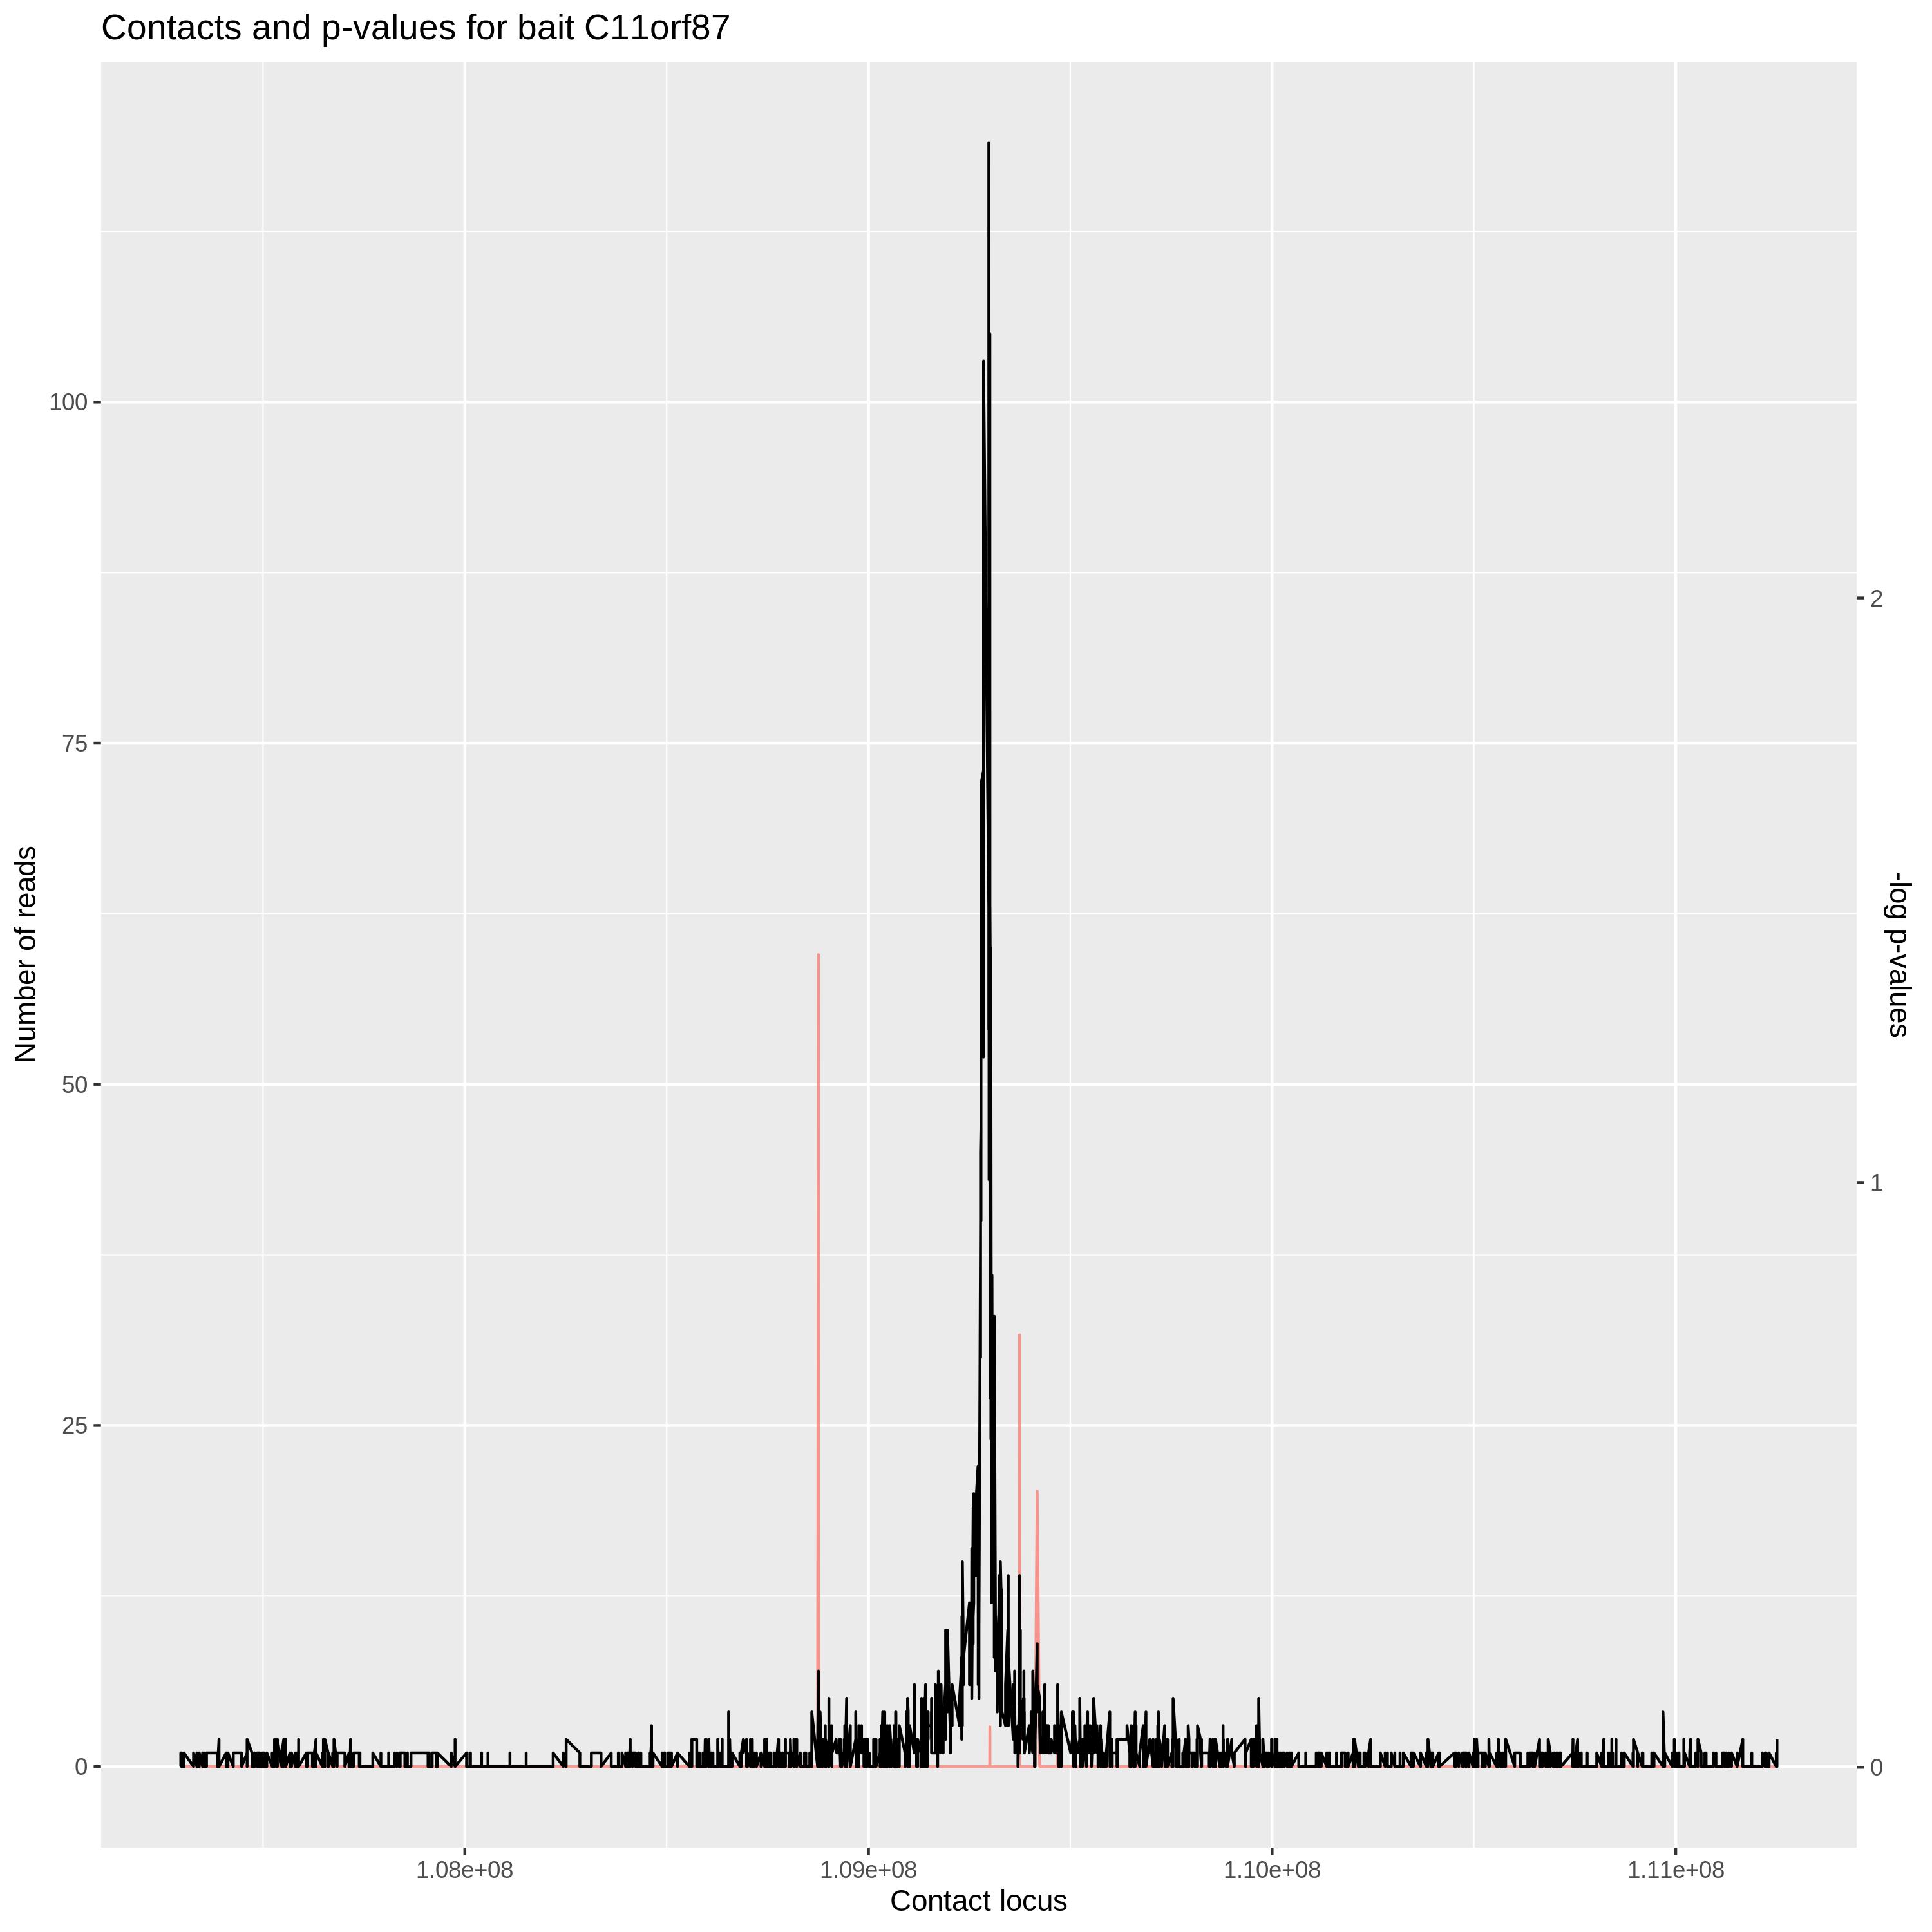 Contacts and p-values for bait C11orf87
100
75
50
25
0
Number of reads
2
1
0
-log p-values
1.08e+08
1.09e+08
1.10e+08
1.11e+08
Contact locus